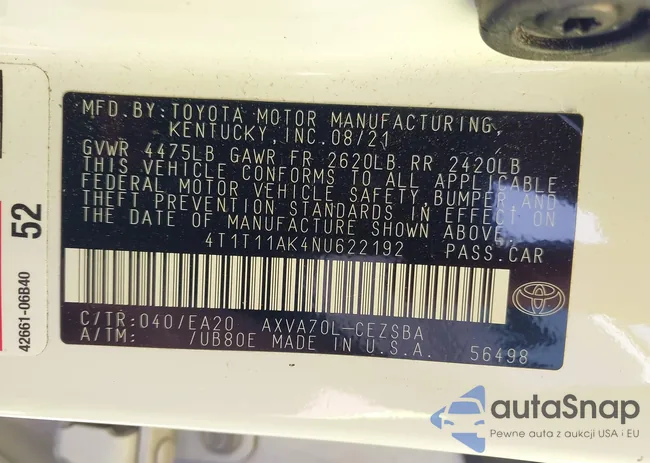 MFD.BY: TOYOTA MOTOR MANUFACTURING,
KENTUCKY, INC. 08/21
GVWR 4475LB GAWR FR 2620LB RR 2420LB
THIS VEHICLE CONFORMS TO ALL APPLICABLE
FEDERAL MOTOR VEHICLE SAFETY, BUMPER, AND
THEFT PREVENTION STANDARDS IN EFFECT ON
THE DATE OF MANUFACTURE SHOWN ABOVE.
4T1T11AK4NU622192 PASS.CAR
C/TR: 040/EA20 AXVA70L-CEZSBA
A/TM: /UB80E MADE IN U.S.A. 56498
52
42661-06B40
autaSnap
Pewne auta z aukcji USA i EU